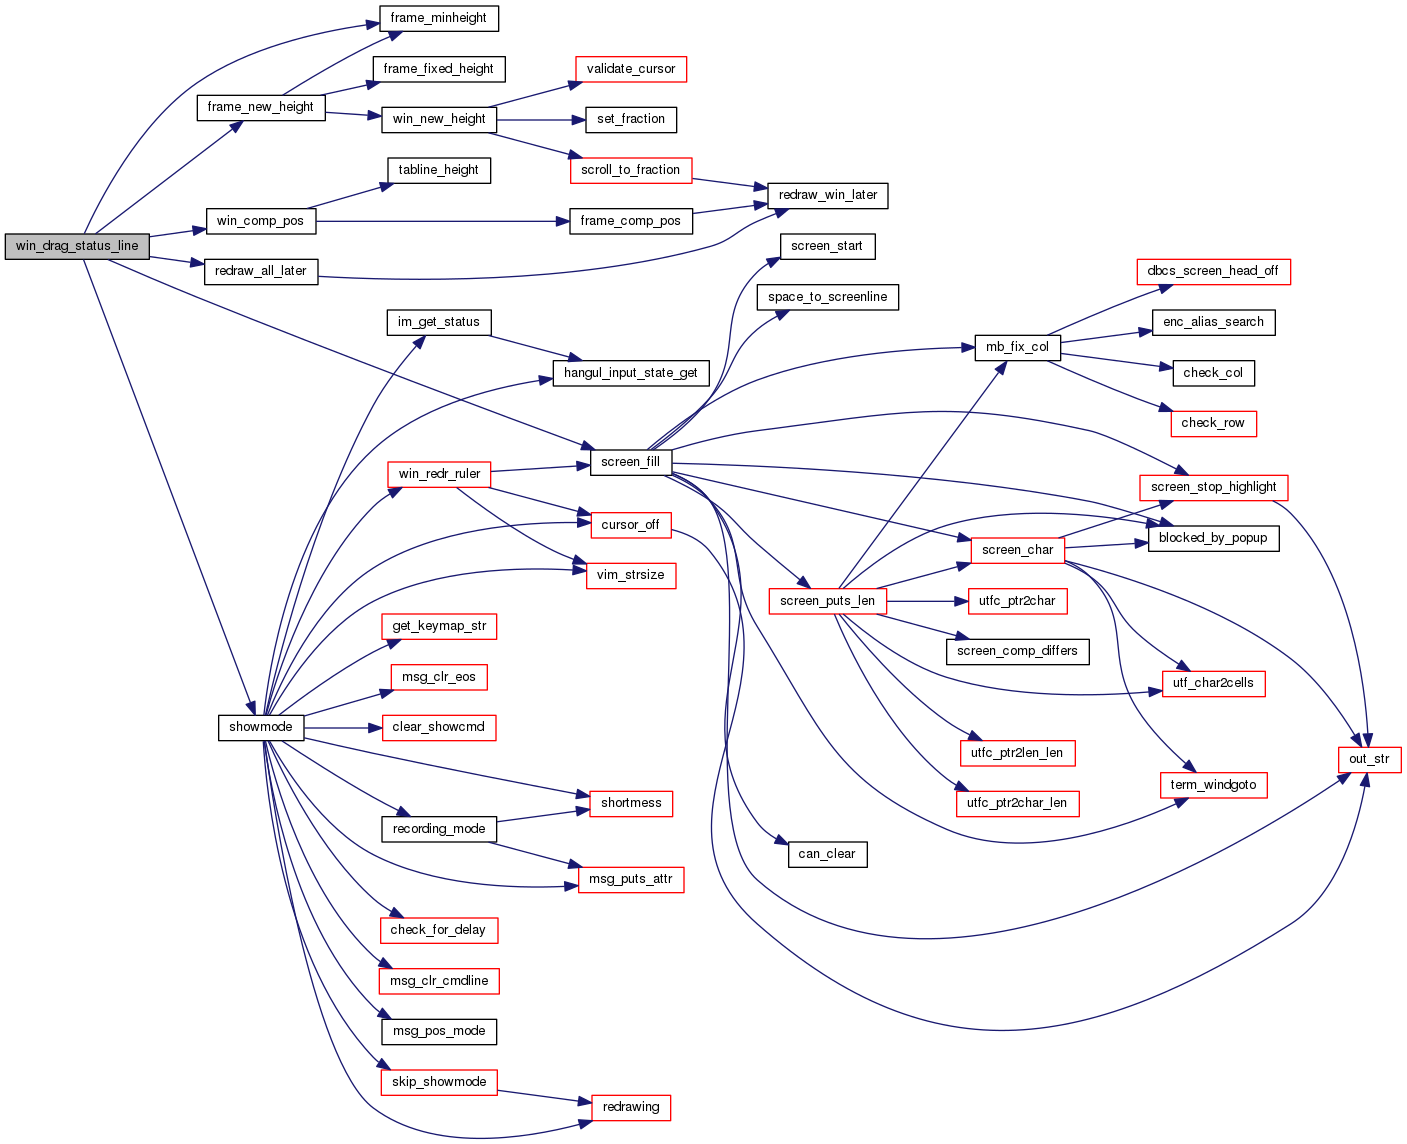 win_drag_status_line
frame_minheight
frame_new_height
frame_fixed_height
win_new_height
validate_cursor
set_fraction
scroll_to_fraction
redraw_win_later
tabline_height
win_comp_pos
frame_comp_pos
redraw_all_later
screen_start
space_to_screenline
im_get_status
hangul_input_state_get
win_redr_ruler
screen_fill
cursor_off
vim_strsize
mb_fix_col
dbcs_screen_head_off
enc_alias_search
check_col
check_row
screen_stop_highlight
blocked_by_popup
screen_char
screen_puts_len
utfc_ptr2char
screen_comp_differs
utf_char2cells
utfc_ptr2len_len
utfc_ptr2char_len
term_windgoto
out_str
can_clear
get_keymap_str
msg_clr_eos
showmode
clear_showcmd
shortmess
recording_mode
msg_puts_attr
check_for_delay
msg_clr_cmdline
msg_pos_mode
skip_showmode
redrawing